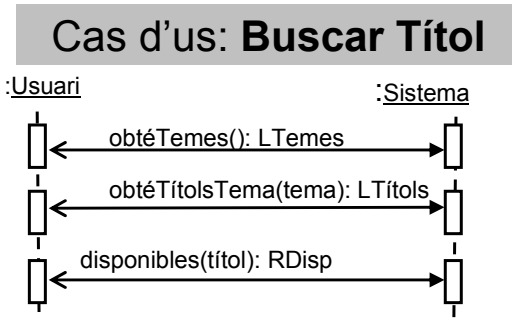 Cas d'us: Buscar Títol
:Usuari
:Sistema
obtéTemes(): LTemes
obtéTítolsTema(tema): LTítols
disponibles(títol): RDisp